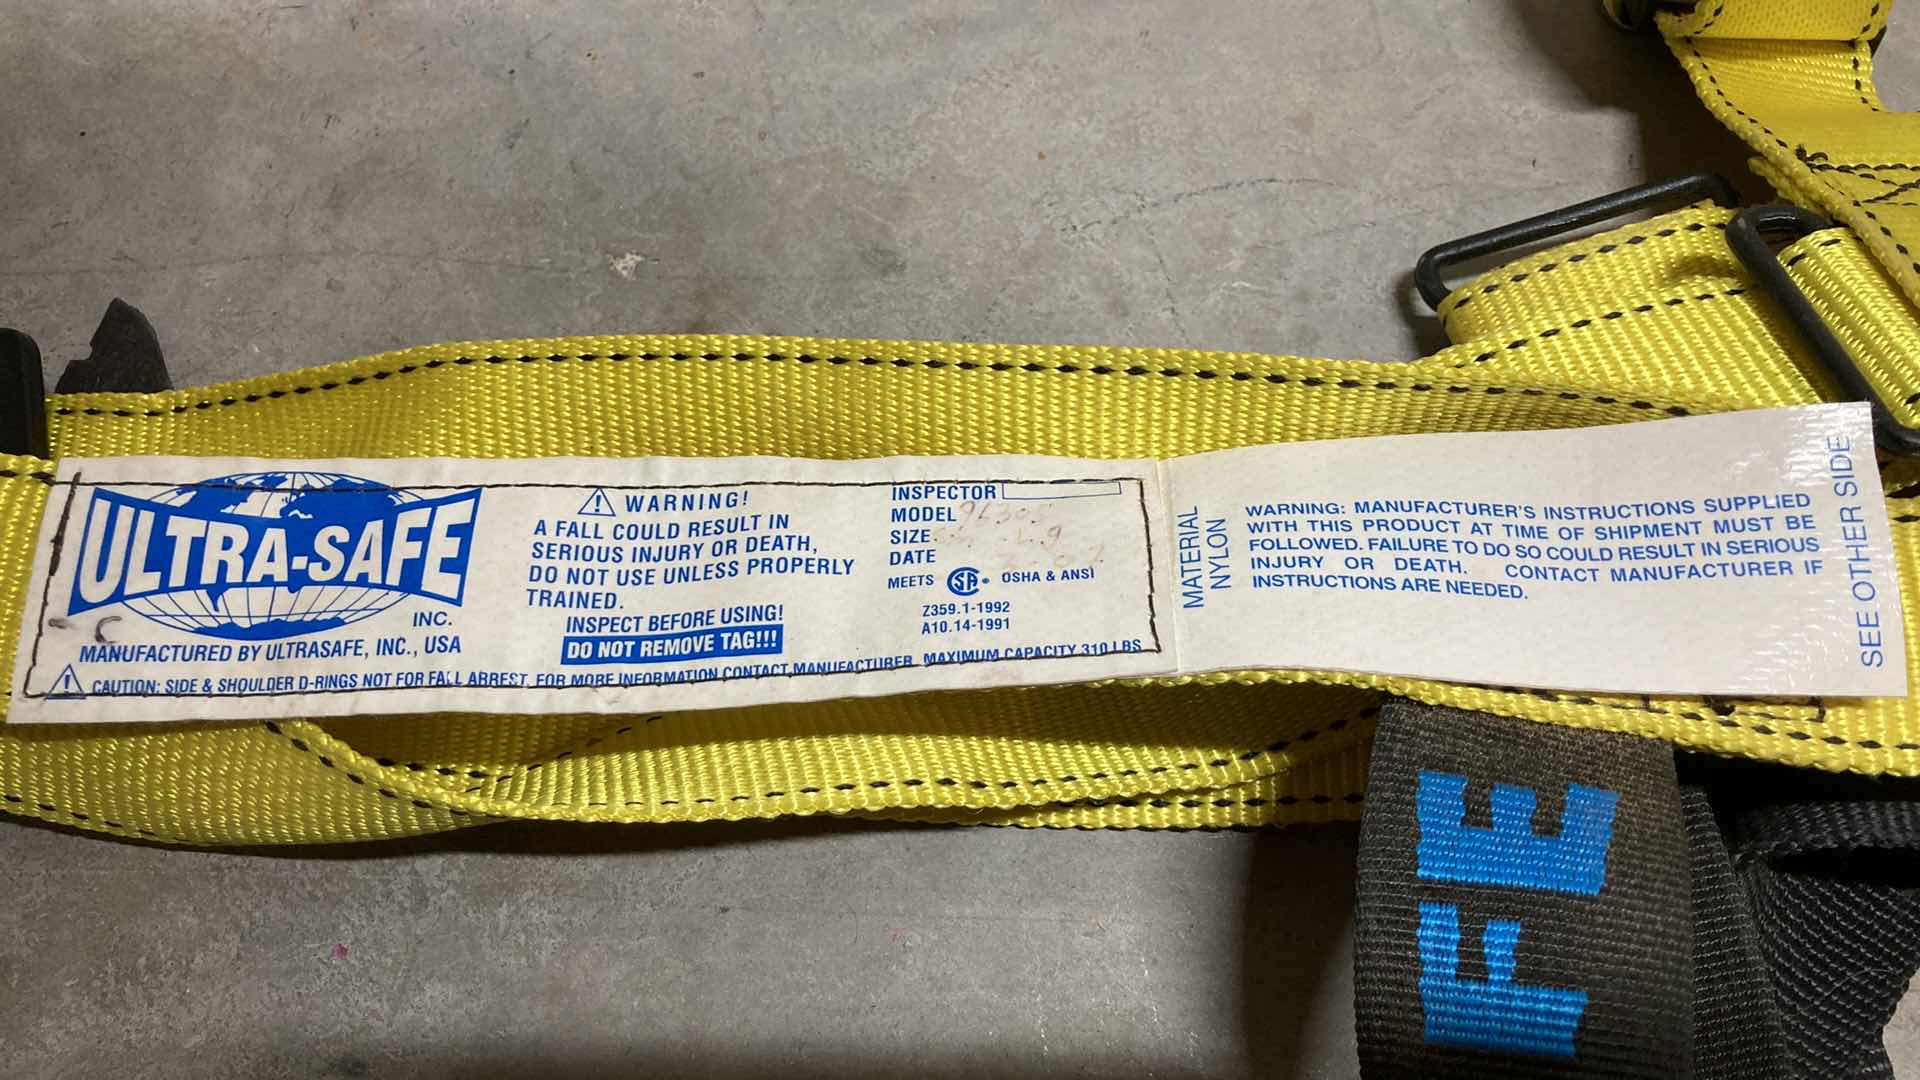 ULTRA-SAFE
INC.
MANUFACTURED BY ULTRASAFE, INC., USA
WARNING!
A FALL COULD RESULT IN
SERIOUS INJURY OR DEATH,
DO NOT USE UNLESS PROPERLY
TRAINED.
INSPECT BEFORE USING!
DO NOT REMOVE TAG!!!
INSPECTOR
MODEL
SIZE
DATE
MEETS SA OSHA & ANSI
Z359.1-1992
A10.14-1991
CAUTION: SIDE & SHOULDER D-RINGS NOT FOR FALL ARREST. FOR MORE INFORMATION CONTACT MANUFACTURER MAXIMUM CAPACITY 310 LBS
MATERIAL
NYLON
WARNING: MANUFACTURER'S INSTRUCTIONS SUPPLIED
WITH THIS PRODUCT AT TIME OF SHIPMENT MUST BE
FOLLOWED. FAILURE TO DO SO COULD RESULT IN SERIOUS
INJURY OR DEATH. CONTACT MANUFACTURER IF
INSTRUCTIONS ARE NEEDED.
SEE OTHER SIDE
FE